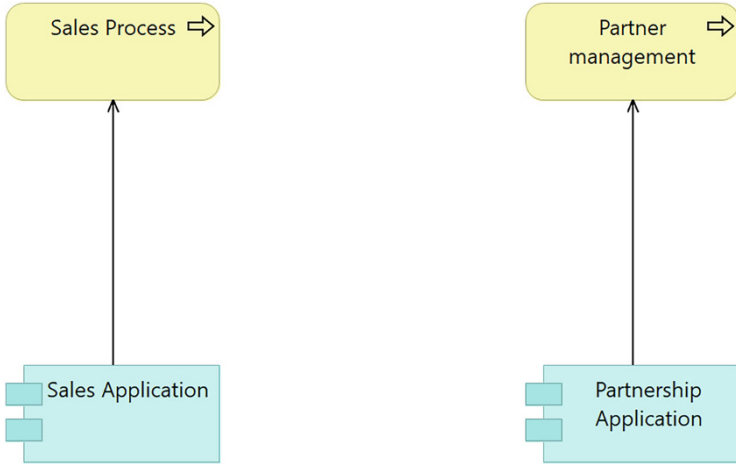 Sales Process
Partner
management
Sales Application
Partnership
Application